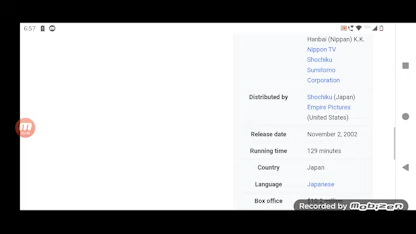 6:57
Hanbai (Nippan) K.K.
Nippon TV
Shochiku
Sumitomo
Corporation
Distributed by Shochiku (Japan)
Empire Pictures
(United States)
Release date November 2, 2002
Running time 129 minutes
Country Japan
Language Japanese
Box office
Recorded by mobizen